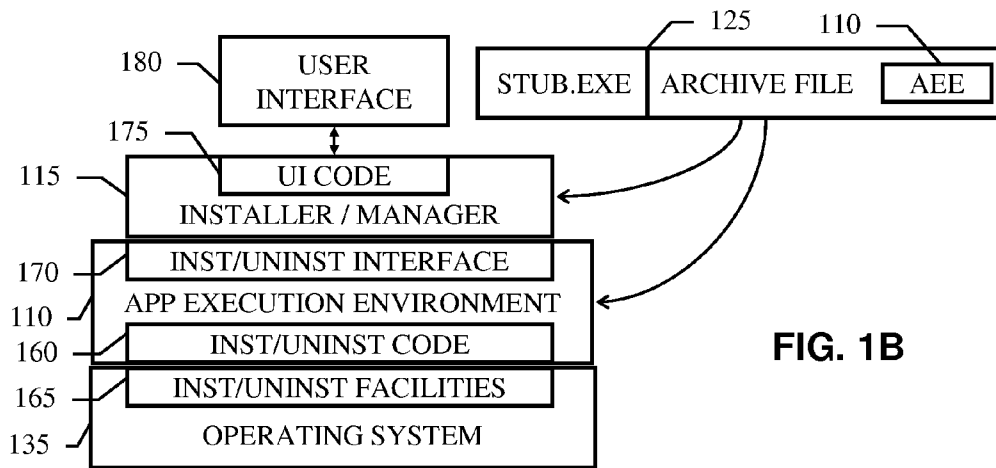 125
110
180
USER
INTERFACE
STUB.EXE
ARCHIVE FILE
AEE
175
UI CODE
115
INSTALLER / MANAGER
INST/UNINST INTERFACE
170
110
APP EXECUTION ENVIRONMENT
INST/UNINST CODE
160
FIG. 1B
INST/UNINST FACILITIES
165
135
OPERATING SYSTEM